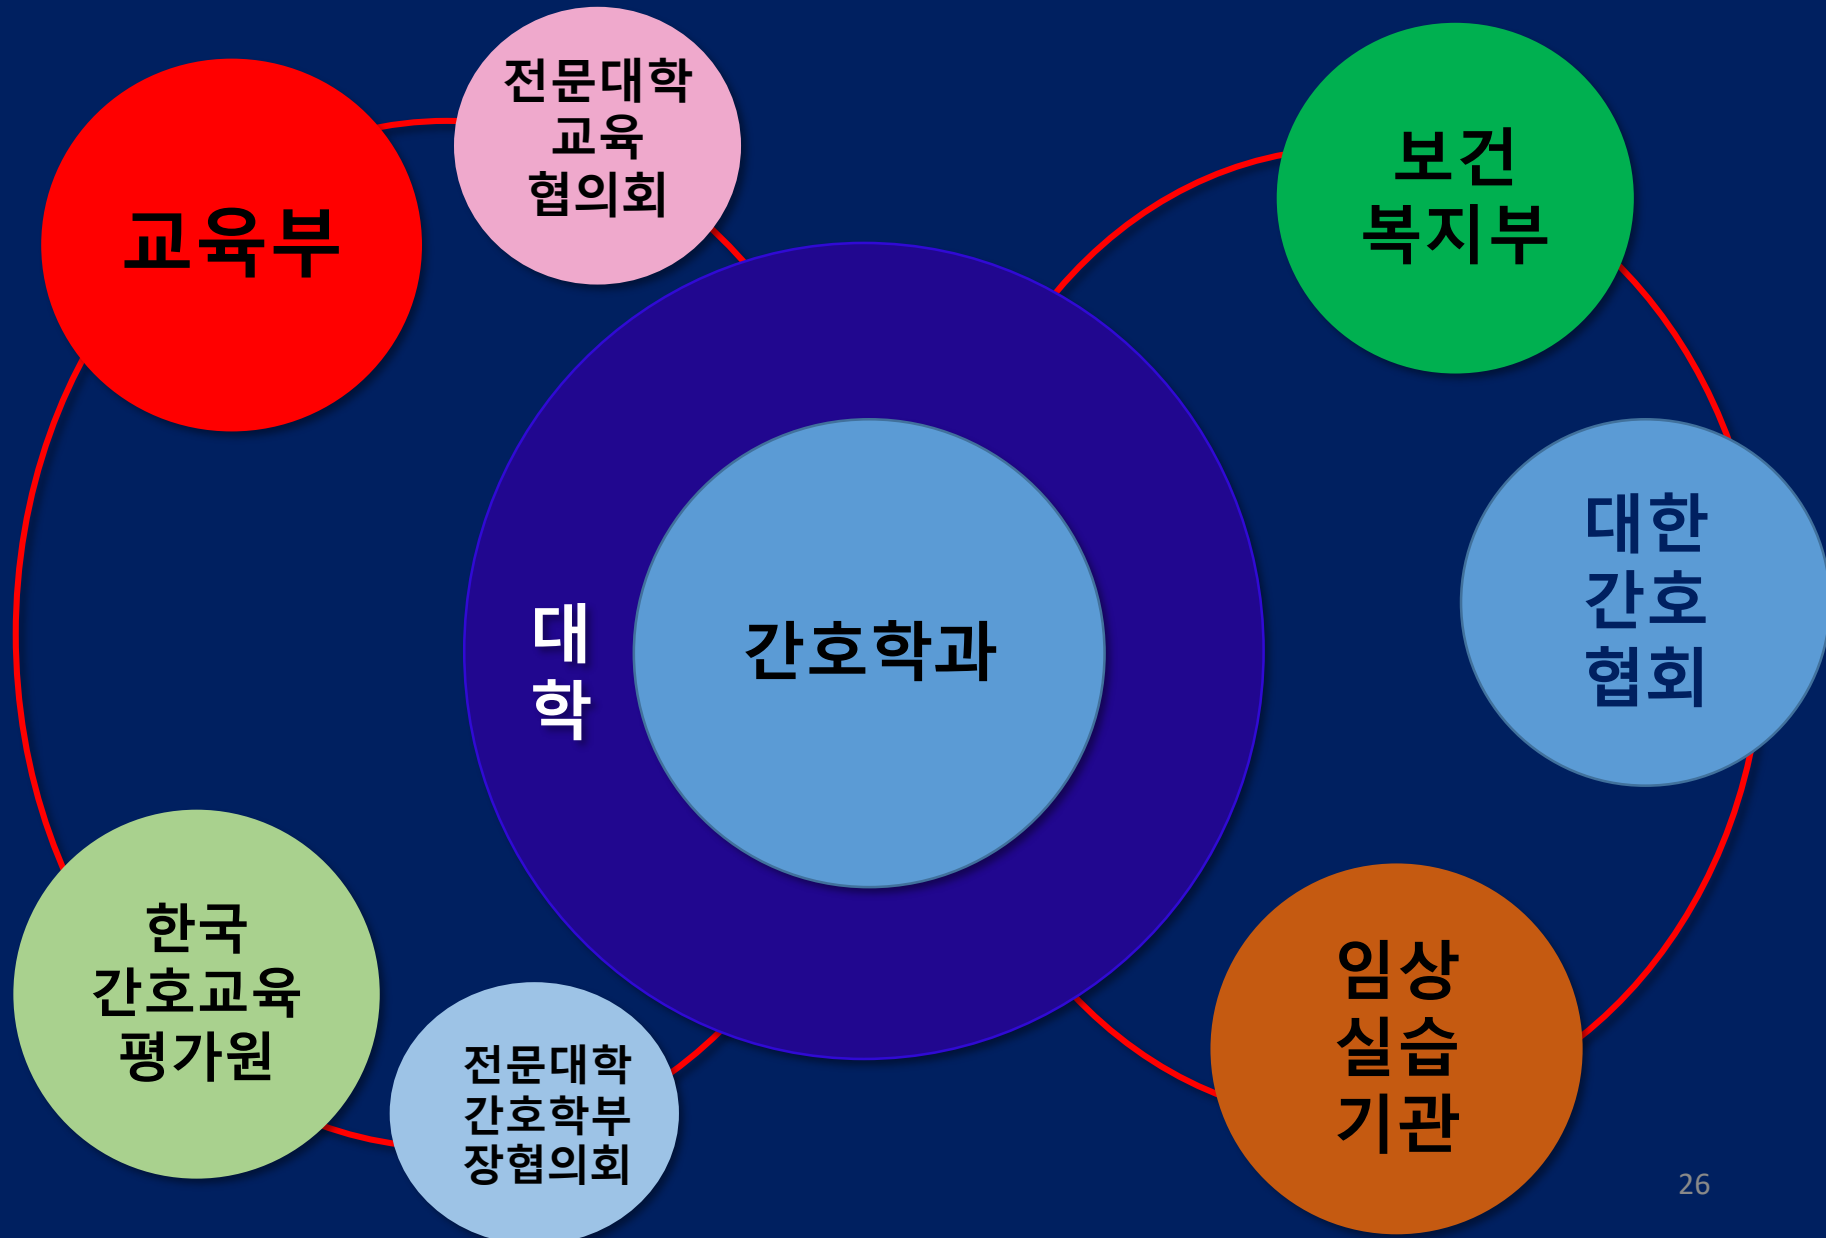 전문대학
교육
협의회
교육부
보건
복지부
대한
간호
협회
대
학
간호학과
한국
간호교육
평가원
전문대학
간호학부
장협의회
임상
실습
기관
26